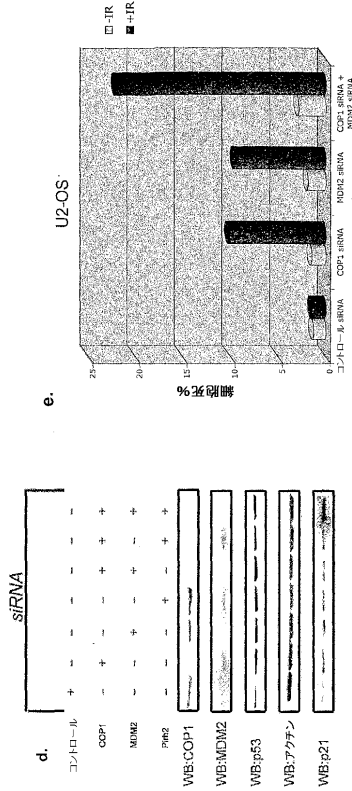 d.
siRNA
コントロール + - - - - - -
COP1 - + - - + + -
MDM2 - - + - + - +
Pirh2 - - - + - + +
WB:COP1
WB:MDM2
WB:p53
WB:アクチン
WB:p21
e.
U2-OS
-IR
+IR
細胞死%
25
20
15
10
5
0
コントロール siRNA
COP1 siRNA
MDM2 siRNA
COP1 siRNA +
MDM2 siRNA